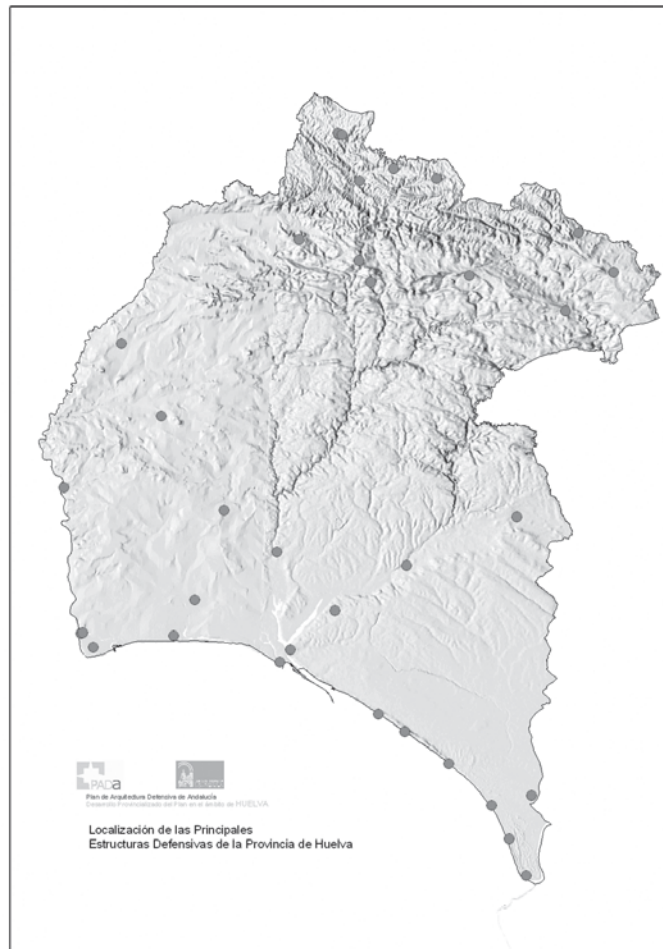 PADa
Plan de Arquitectura Defensiva de Andalucía
Desarrollo Provincializado del Plan en el ámbito de HUELVA
Localización de las Principales
Estructuras Defensivas de la Provincia de Huelva